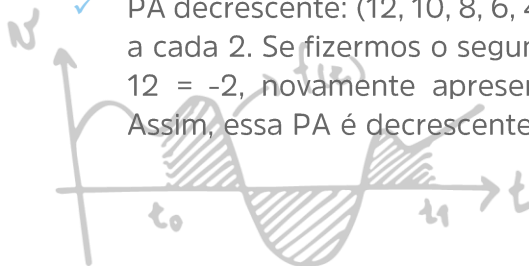 PA decrescente: (12, 10, 8, 6, 4
a cada 2. Se fizermos o segu
12 = -2, novamente aprese
Assim, essa PA é decrescente
t₀ t₁ t